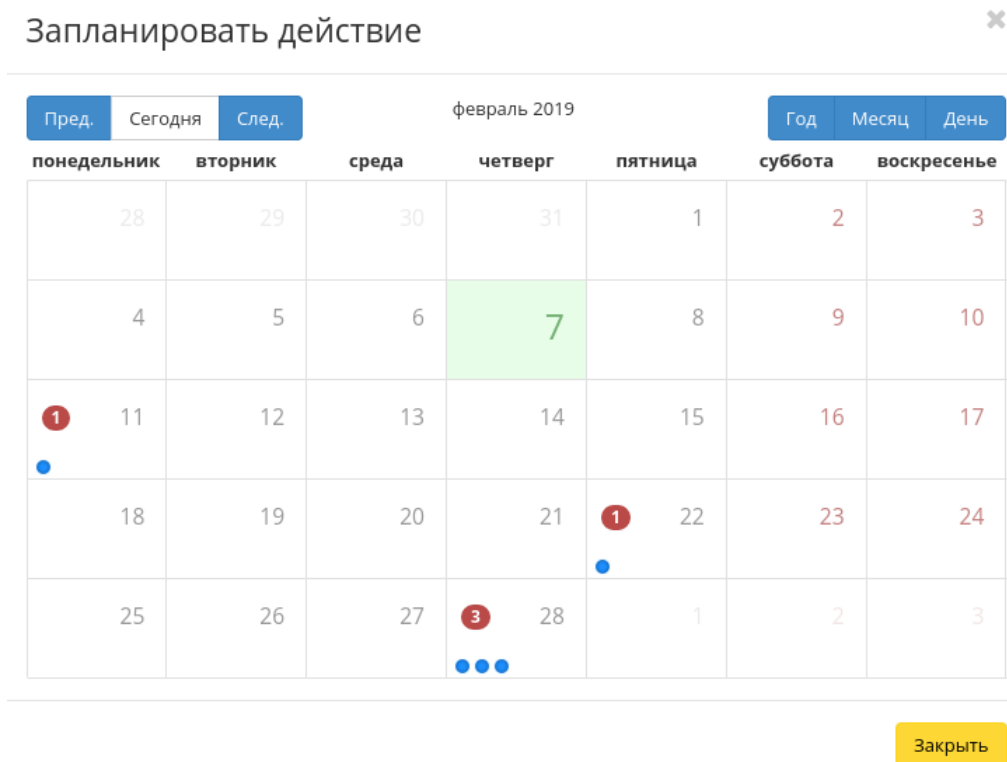 Запланировать действие ✖
Пред. Сегодня След. февраль 2019 Год Месяц День
понедельник вторник среда четверг пятница суббота воскресенье
28 29 30 31 1 2 3
4 5 6 7 8 9 10
1 11 12 13 14 15 16 17
18 19 20 21 1 22 23 24
25 26 27 3 28 1 2 3
Закрыть